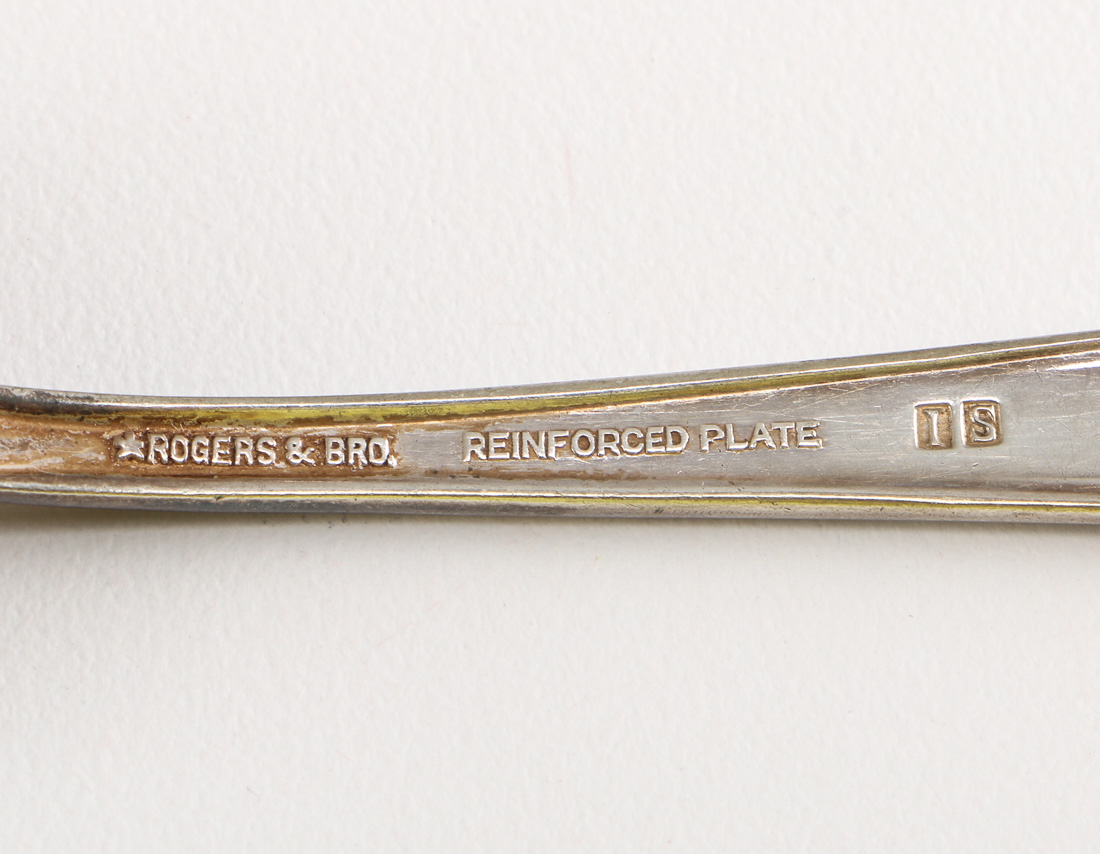 ★ROGERS & BRO. REINFORCED PLATE I S